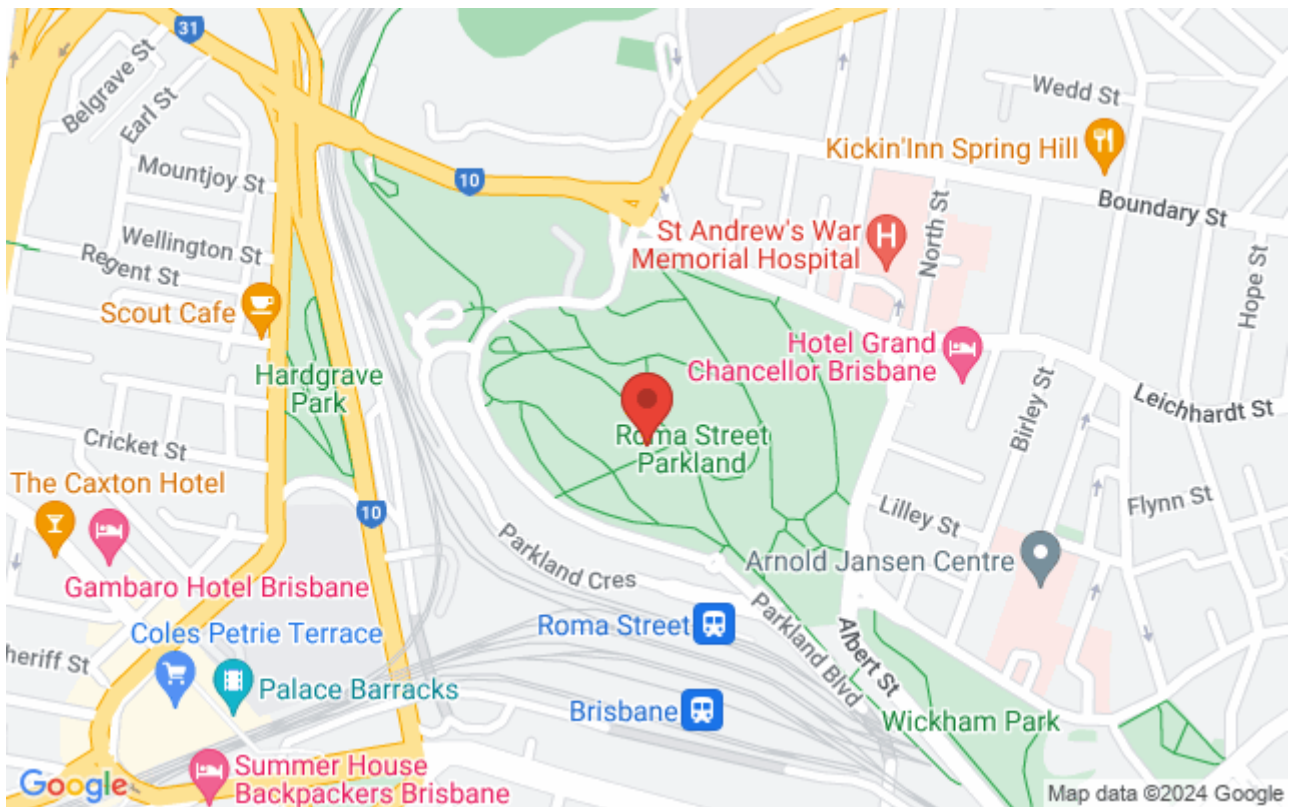 31
Belgrave St
Earl St
Wedd St
Kickin'Inn Spring Hill
Mountjoy St
10
Boundary St
St Andrew's War
Memorial Hospital
North St
Wellington St
Regent St
Hope St
Scout Cafe
Hotel Grand
Chancellor Brisbane
Hardgrave
Park
Birley St
Leichhardt St
Roma Street
Parkland
Cricket St
The Caxton Hotel
10
Lilley St
Flynn St
Parkland Cres
Arnold Jansen Centre
Gambaro Hotel Brisbane
Coles Petrie Terrace
Roma Street
Parkland Blvd
Albert St
heriff St
Palace Barracks
Brisbane
Wickham Park
Summer House
Backpackers Brisbane
Google
Map data ©2024 Google